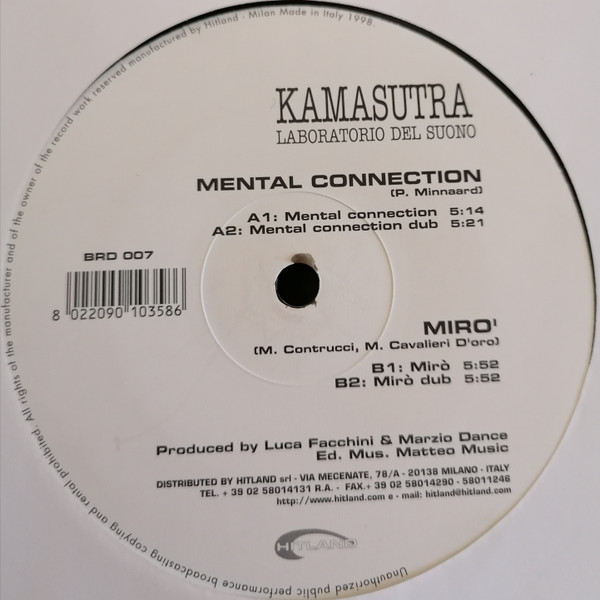 All rights of the manufacturer and of the owner of the record work reserved manufactured by Hitland - Milan Made in Italy 1998.
KAMASUTRA
LABORATORIO DEL SUONO
MENTAL CONNECTION
(P. Minnaard)
A1: Mental connection 5:14
A2: Mental connection dub 5:21
BRD 007
8 022090 103586
MIRO'
(M. Contrucci, M. Cavalieri D'oro)
B1: Mirò 5:52
B2: Mirò dub 5:52
Produced by Luca Facchini & Marzio Dance
Ed. Mus. Matteo Music
DISTRIBUTED BY HITLAND srl - VIA MECENATE, 78/A - 20138 MILANO - ITALY
TEL. + 39 02 58014131 R.A. - FAX.+ 39 02 58014290 - 58011246
http://www.hitland.com e - mail: hitland@hitland.com
HITLAND
Unauthorized public performance broadcasting copying and rental prohibited.